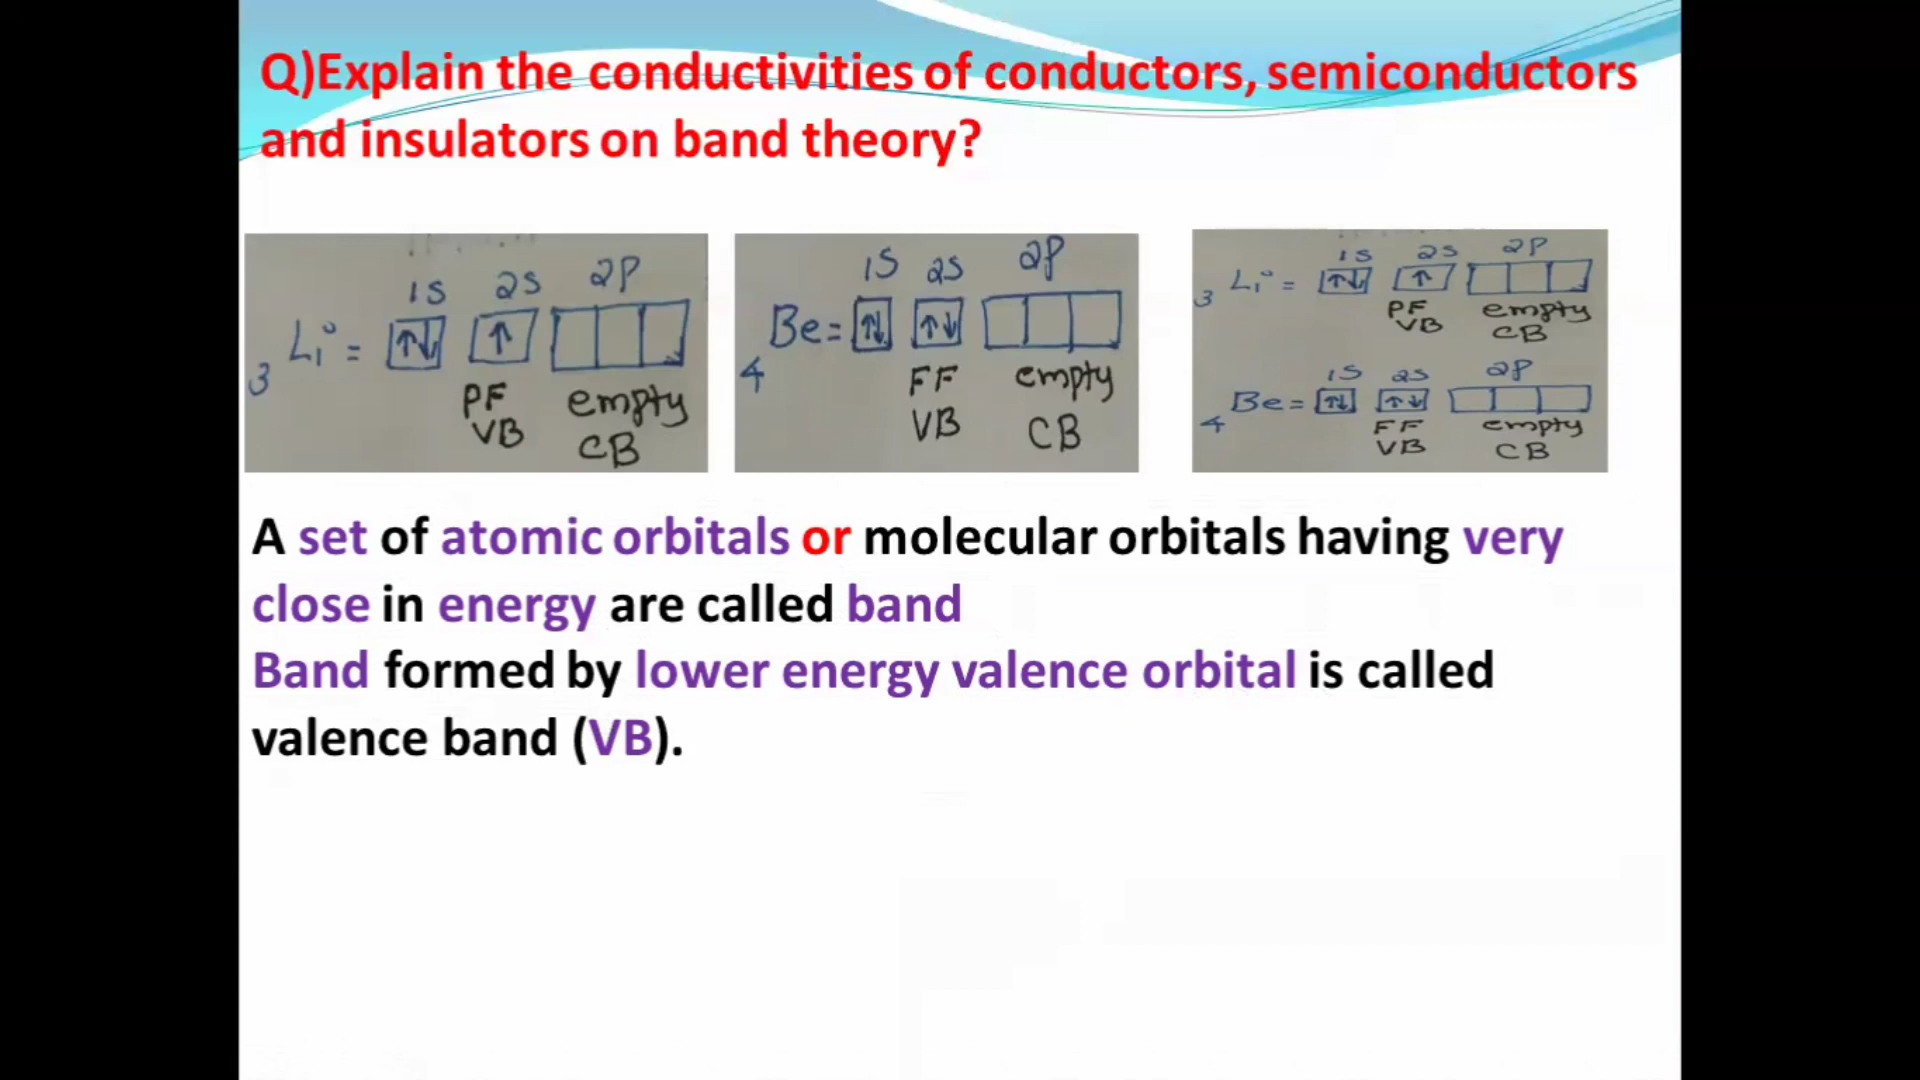 Q)Explain the conductivities of conductors, semiconductors
and insulators on band theory?
1S 2S 2P
3 Li =
PF empty
VB CB
1S 2S 2P
4 Be=
FF empty
VB CB
1S 2S 2P
3 Li =
PF empty
VB CB
1S 2S 2P
4 Be=
FF empty
VB CB
A set of atomic orbitals or molecular orbitals having very
close in energy are called band
Band formed by lower energy valence orbital is called
valence band (VB).